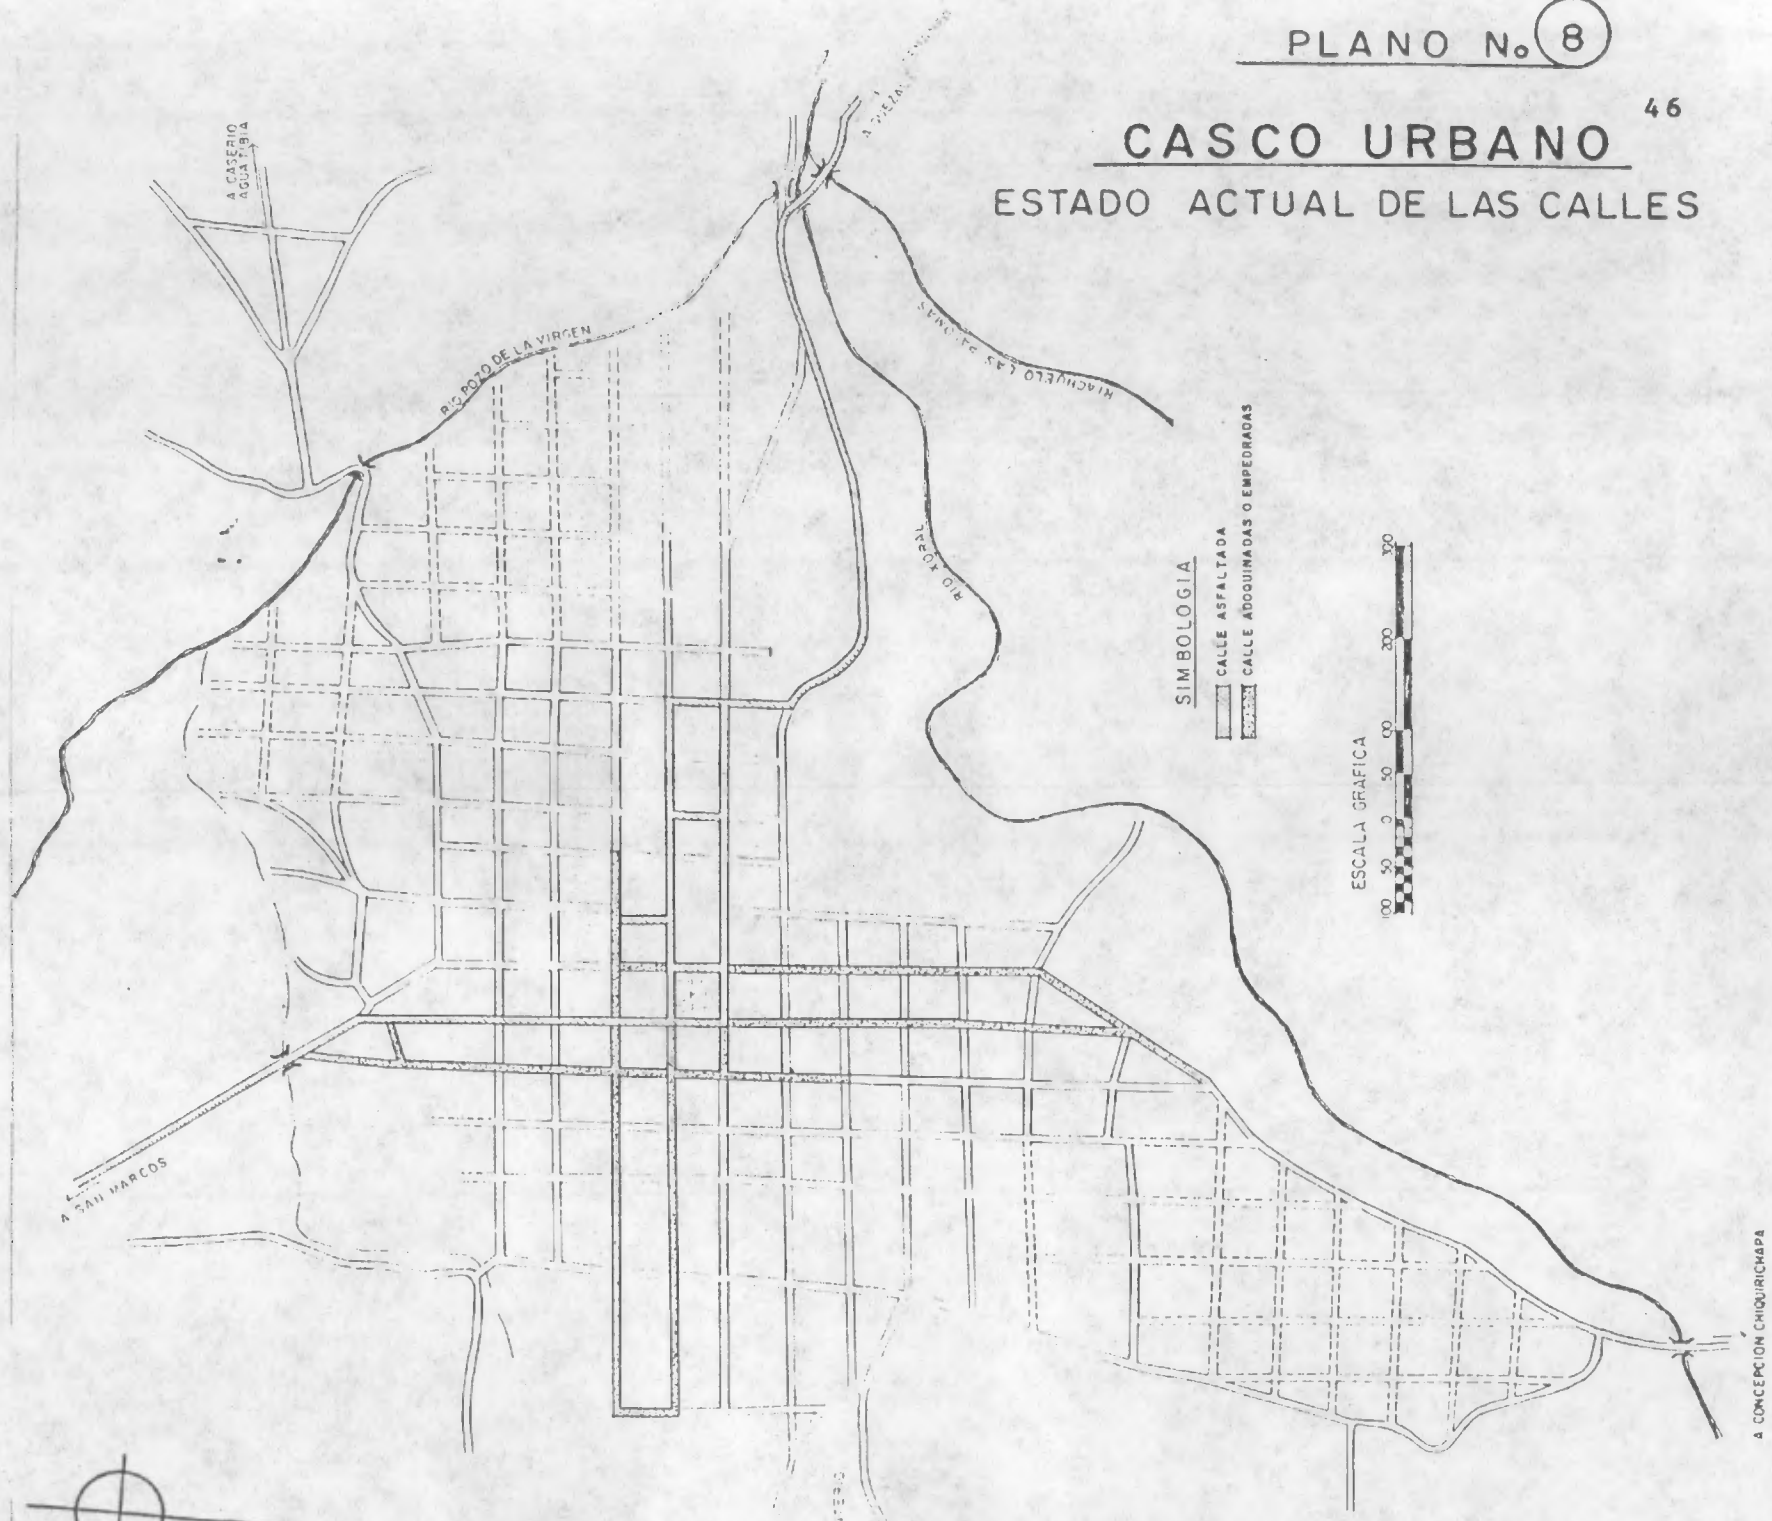 PLANO No 8
46
CASCO URBANO
ESTADO ACTUAL DE LAS CALLES
A CASERIO
AGUA TIBIA
RIO POZO DE LA VIRGEN
RIACHUELO LAS
RIO XORAL
SIMBOLOGIA
CALLE ASFALTADA
CALLE ADOQUINADAS O EMPEDRADAS
ESCALA GRAFICA
100 50 0 50 100 200 300
A SAN MARCOS
A CONCEPCION CHIQUIRICHAPA